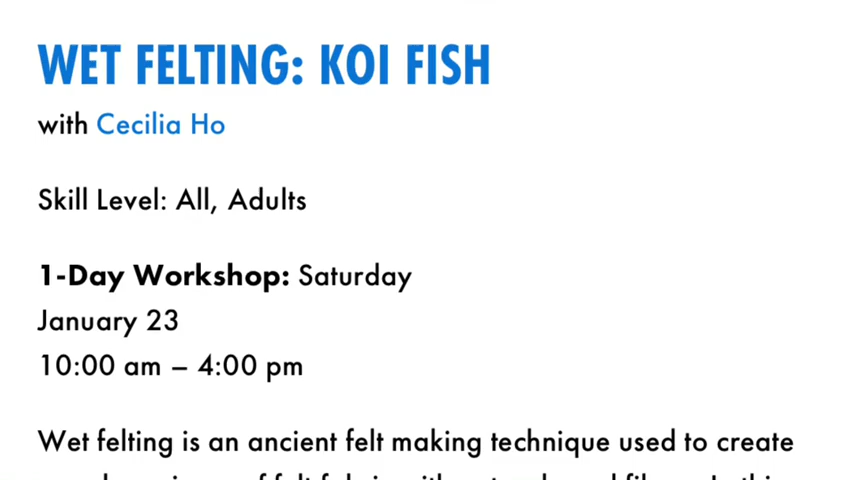 WET FELTING: KOI FISH
with Cecilia Ho
Skill Level: All, Adults
1-Day Workshop: Saturday
January 23
10:00 am – 4:00 pm
Wet felting is an ancient felt making technique used to create